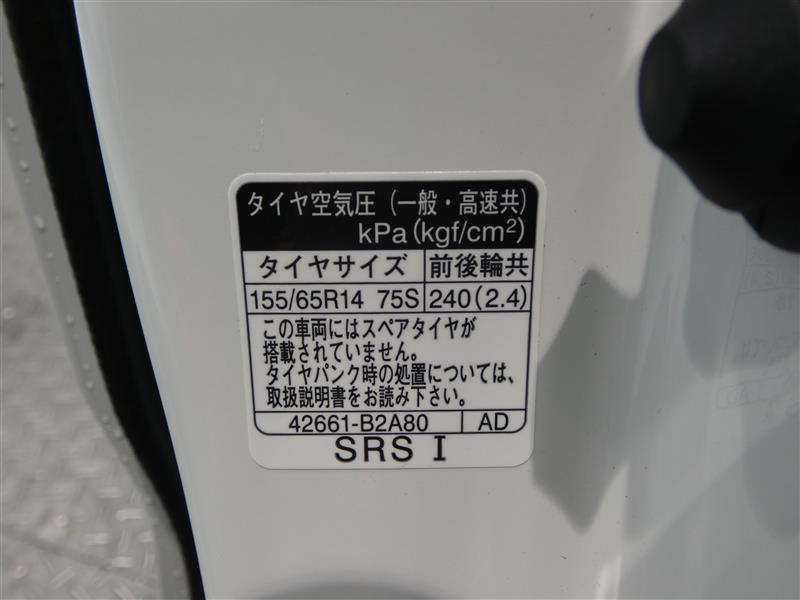 タイヤ空気圧（一般・高速共）
kPa(kgf/cm²)
タイヤサイズ 前後輪共
155/65R14 75S 240(2.4)
この車両にはスペアタイヤが
搭載されていません。
タイヤパンク時の処置については、
取扱説明書をお読み下さい。
42661-B2A80 AD
SRS I